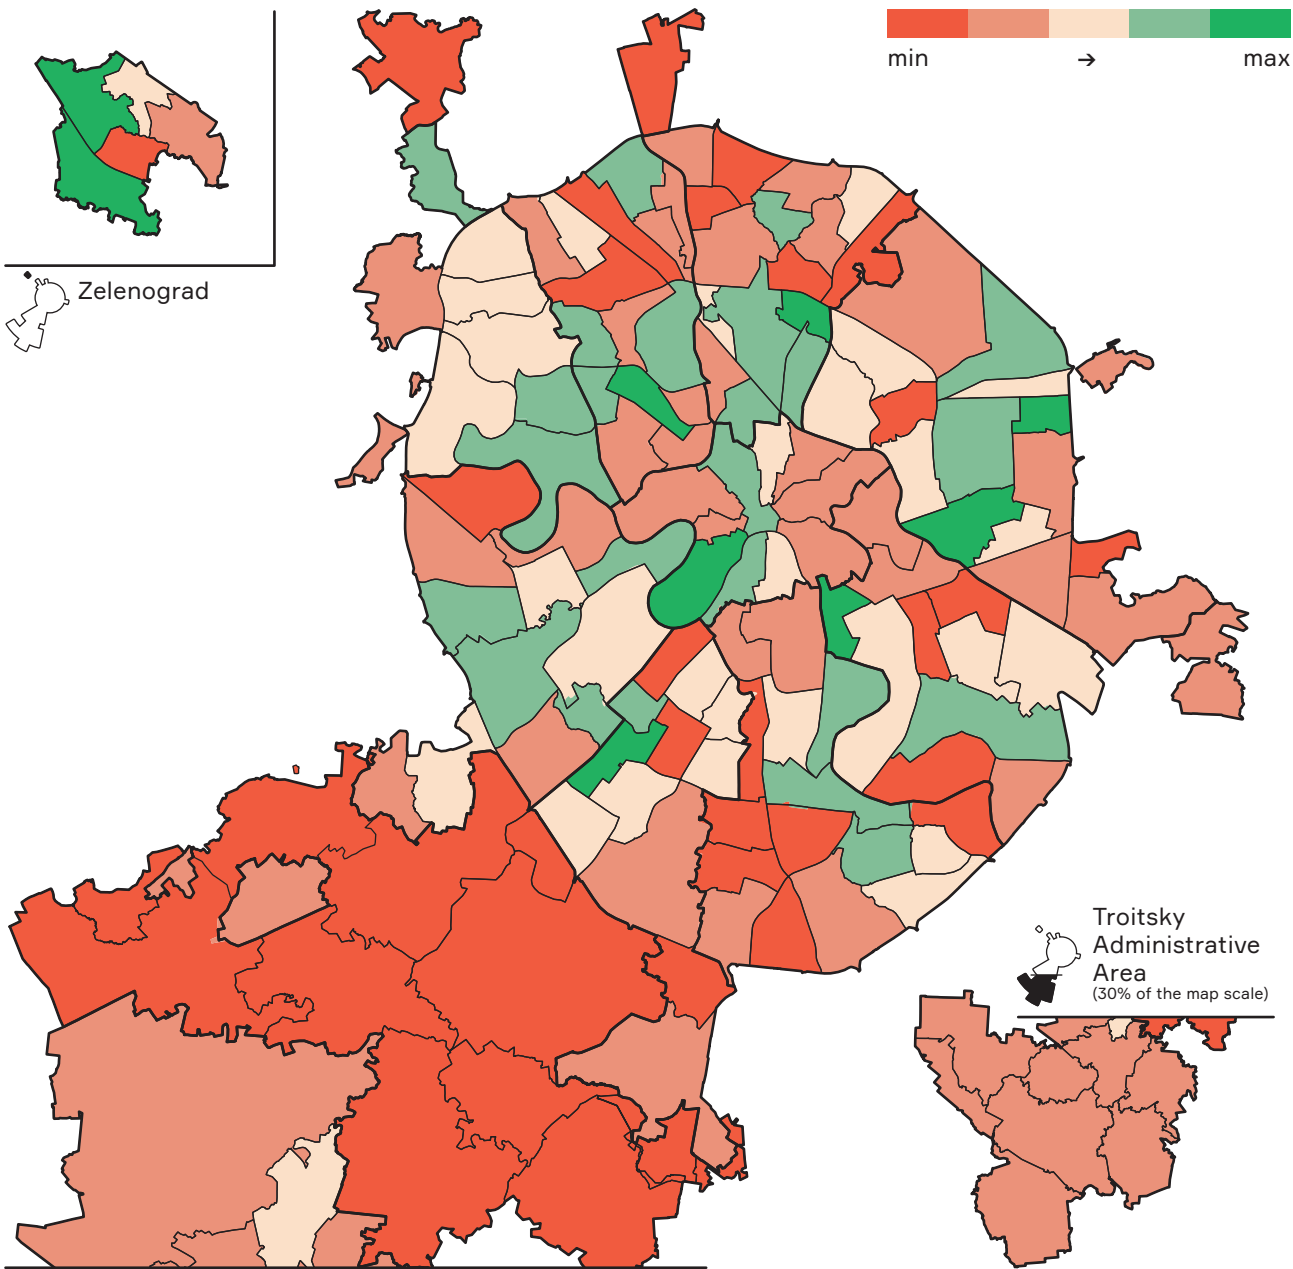 min → max
Zelenograd
Troitsky
Administrative
Area
(30% of the map scale)